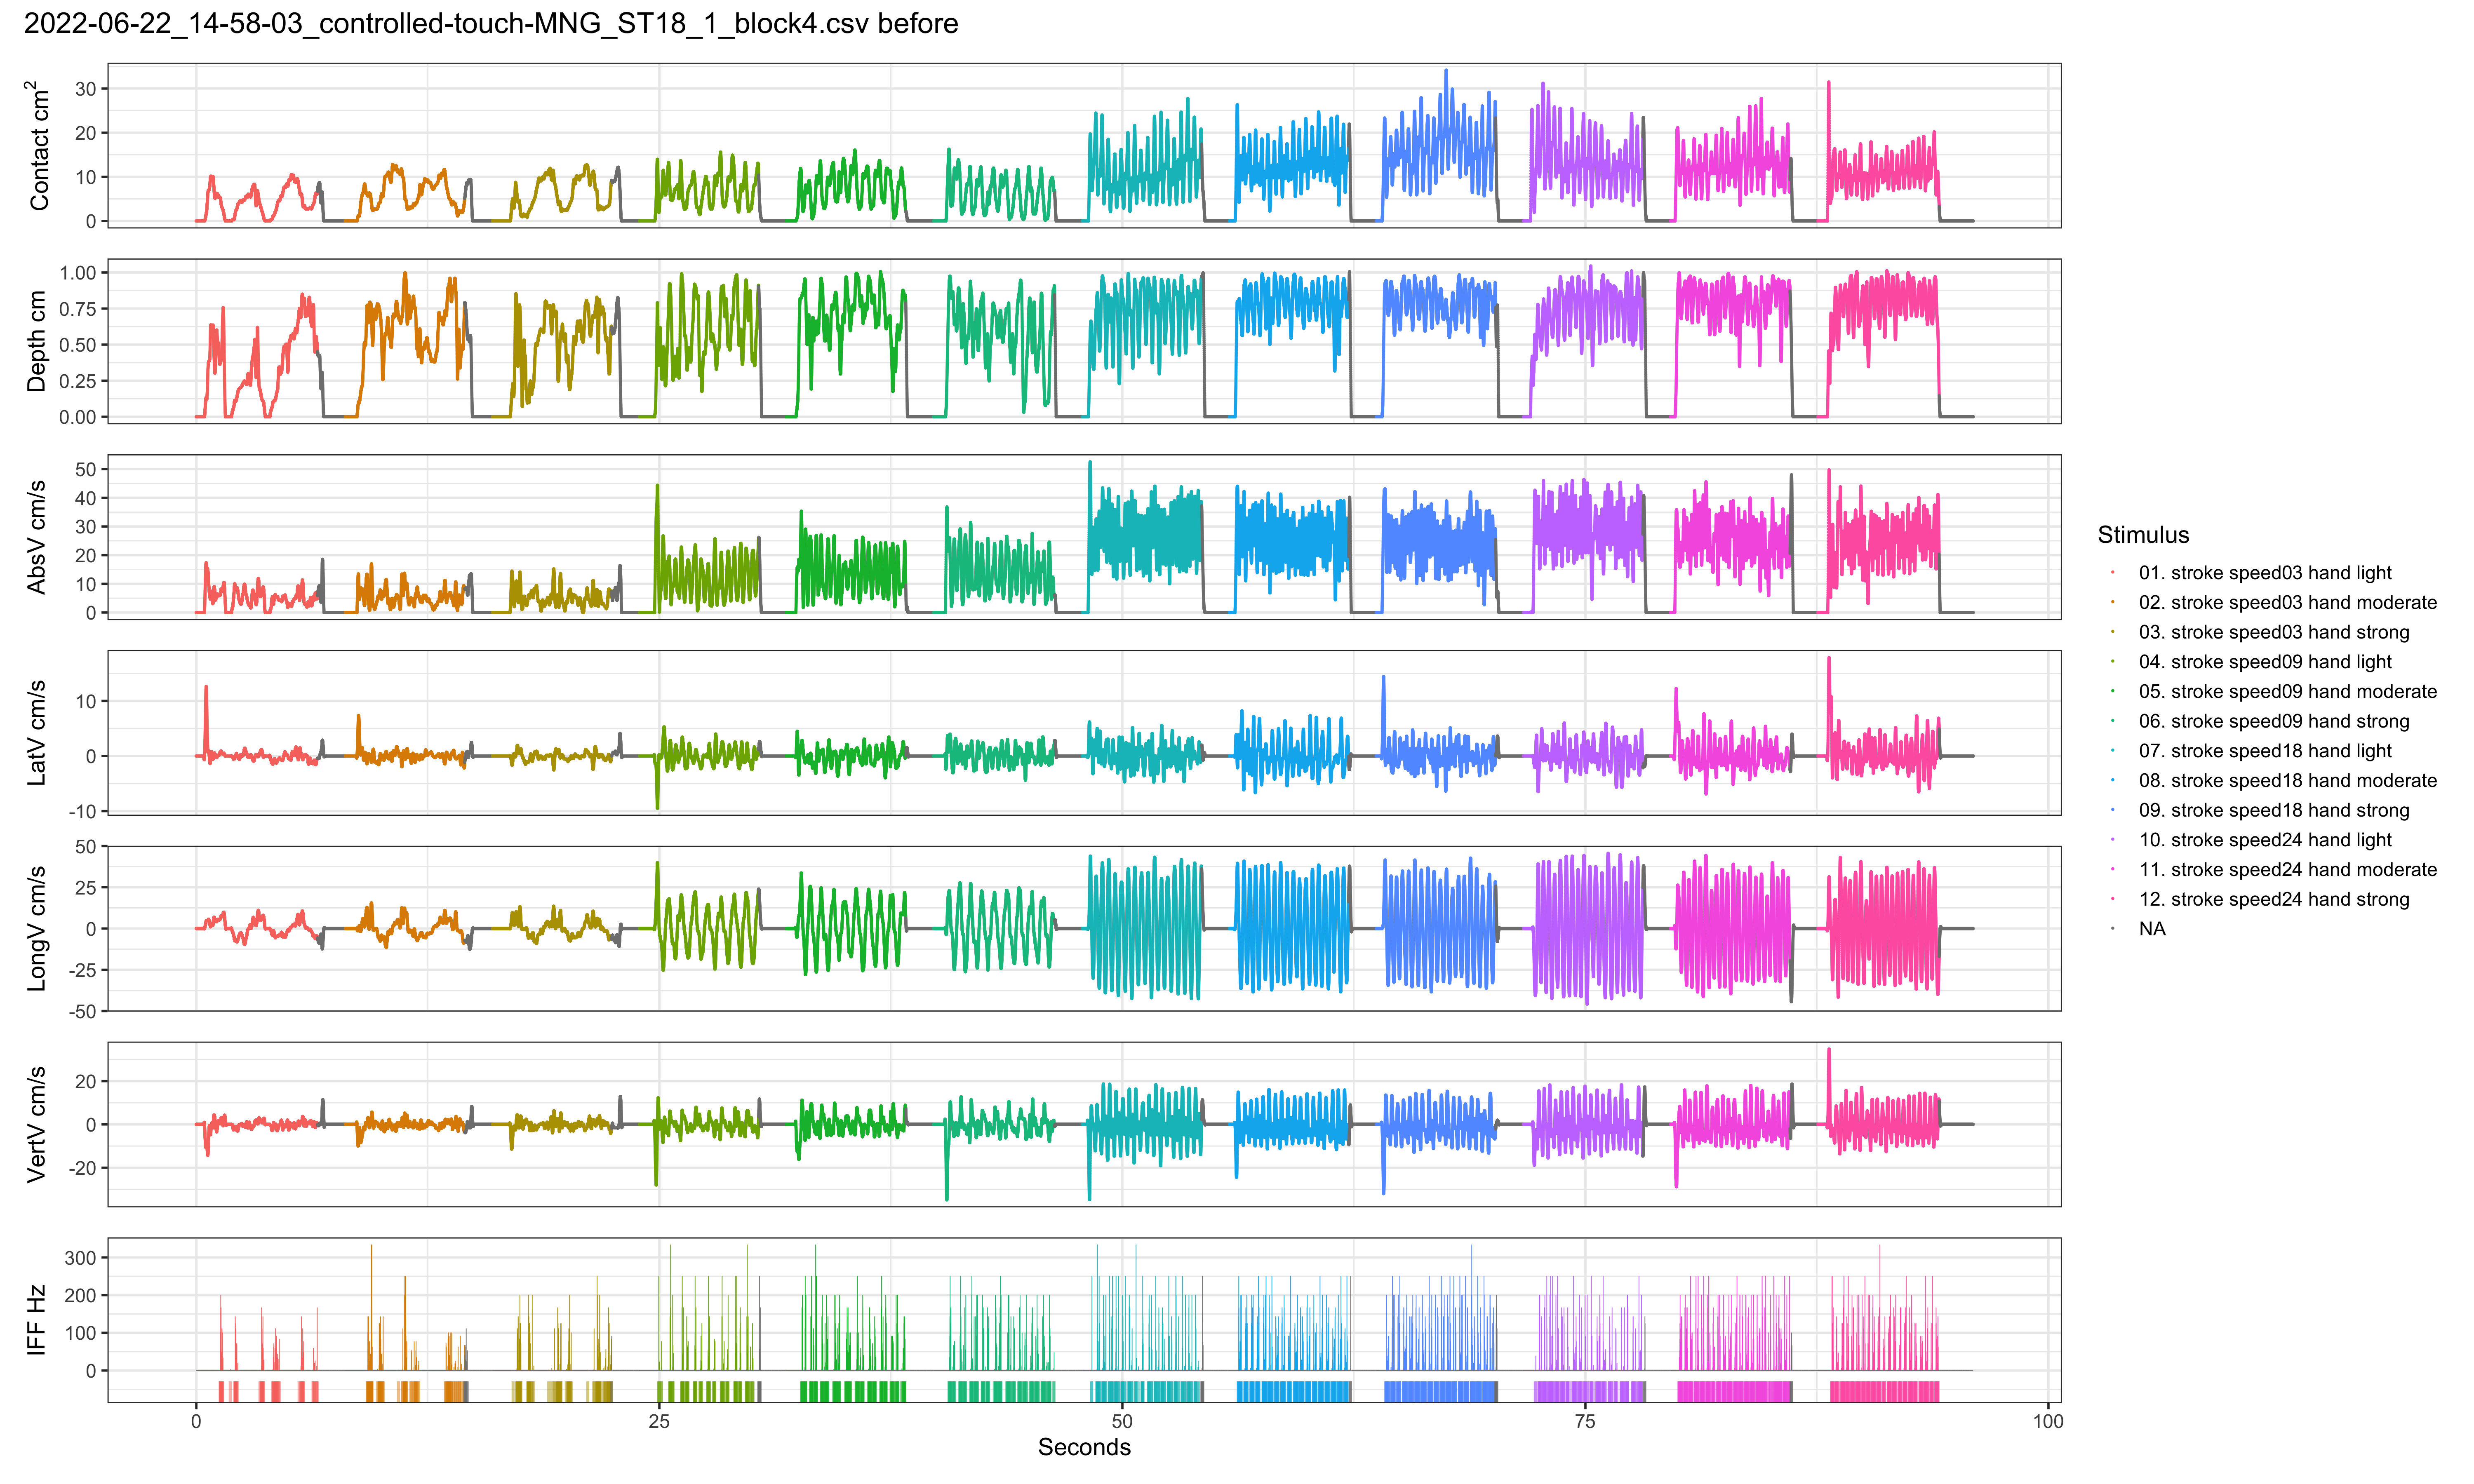 2022-06-22_14-58-03_controlled-touch-MNG_ST18_1_block4.csv before
Contact cm2
30
20
10
0
Depth cm
1.00
0.75
0.50
0.25
0.00
AbsV cm/s
50
40
30
20
10
0
LatV cm/s
10
0
-10
LongV cm/s
50
25
0
-25
-50
VertV cm/s
20
0
-20
IFF Hz
300
200
100
0
0 25 50 75 100
Seconds
Stimulus
01. stroke speed03 hand light
02. stroke speed03 hand moderate
03. stroke speed03 hand strong
04. stroke speed09 hand light
05. stroke speed09 hand moderate
06. stroke speed09 hand strong
07. stroke speed18 hand light
08. stroke speed18 hand moderate
09. stroke speed18 hand strong
10. stroke speed24 hand light
11. stroke speed24 hand moderate
12. stroke speed24 hand strong
NA